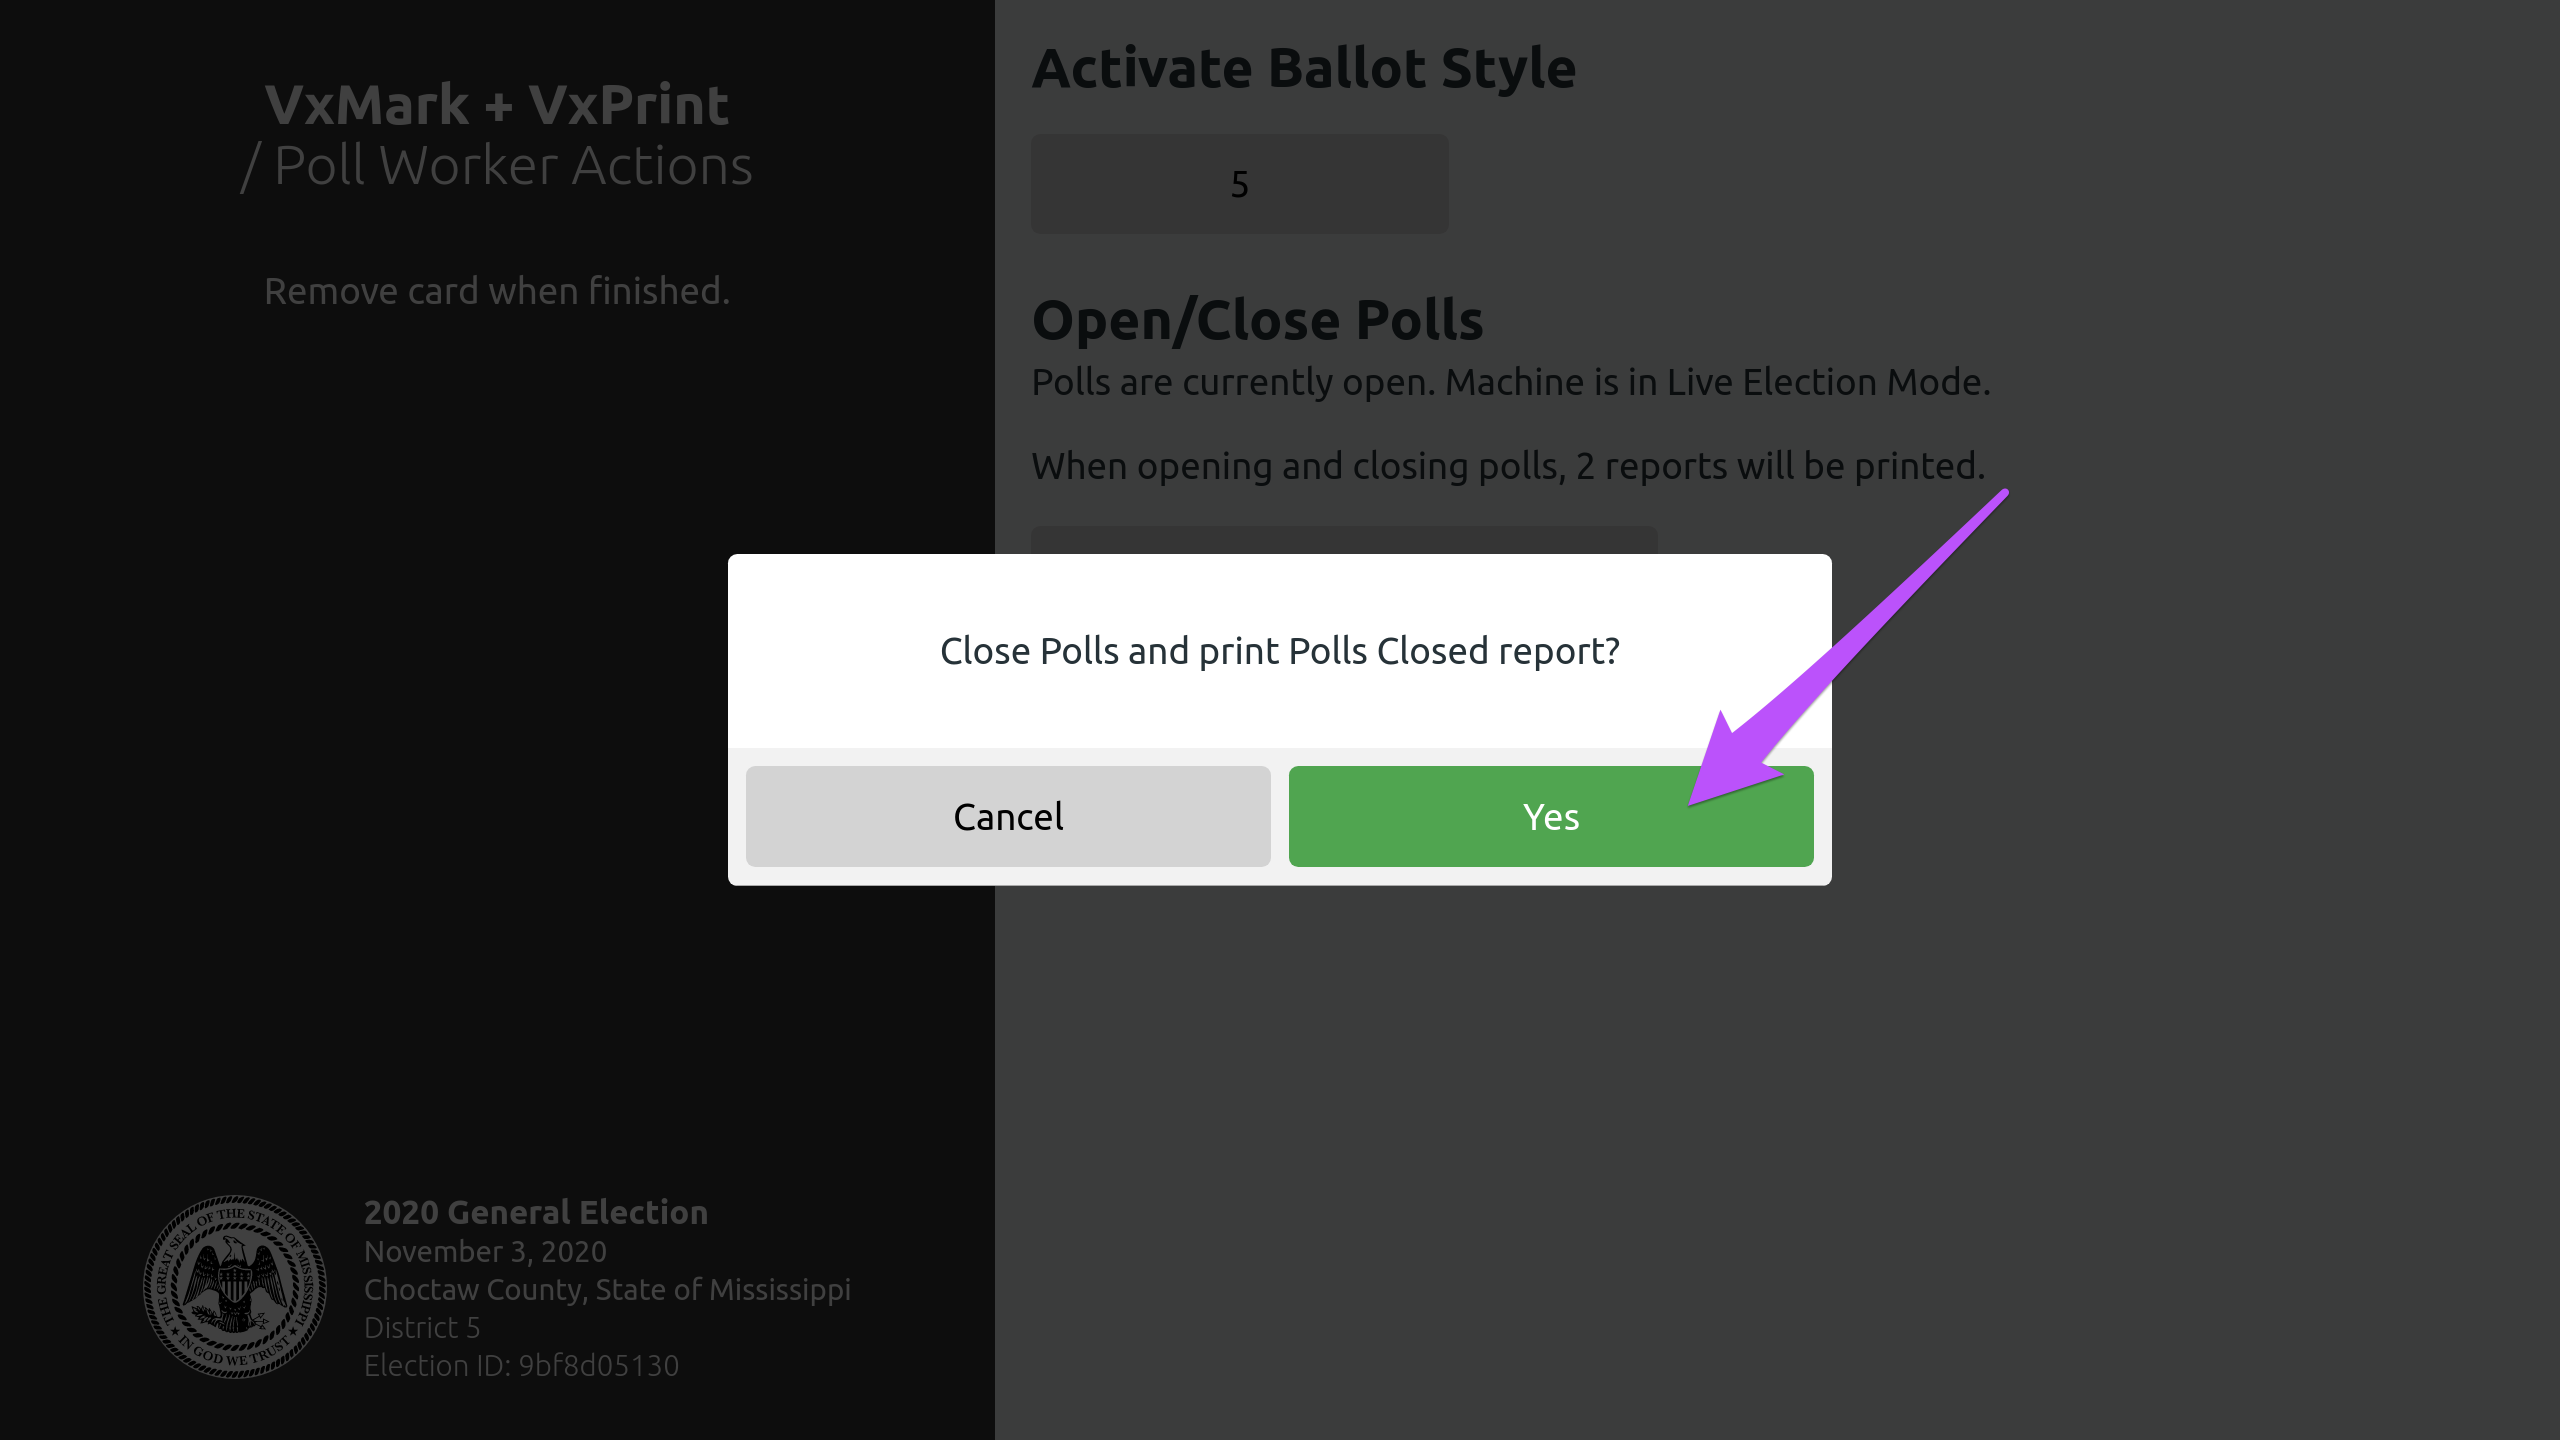 VxMark + VxPrint
/ Poll Worker Actions
Remove card when finished.
Activate Ballot Style
5
Open/Close Polls
Polls are currently open. Machine is in Live Election Mode.
When opening and closing polls, 2 reports will be printed.
Close Polls and print Polls Closed report?
Cancel
Yes
THE GREAT SEAL OF THE STATE OF MISSISSIPPI
★ IN GOD WE TRUST ★
2020 General Election
November 3, 2020
Choctaw County, State of Mississippi
District 5
Election ID: 9bf8d05130